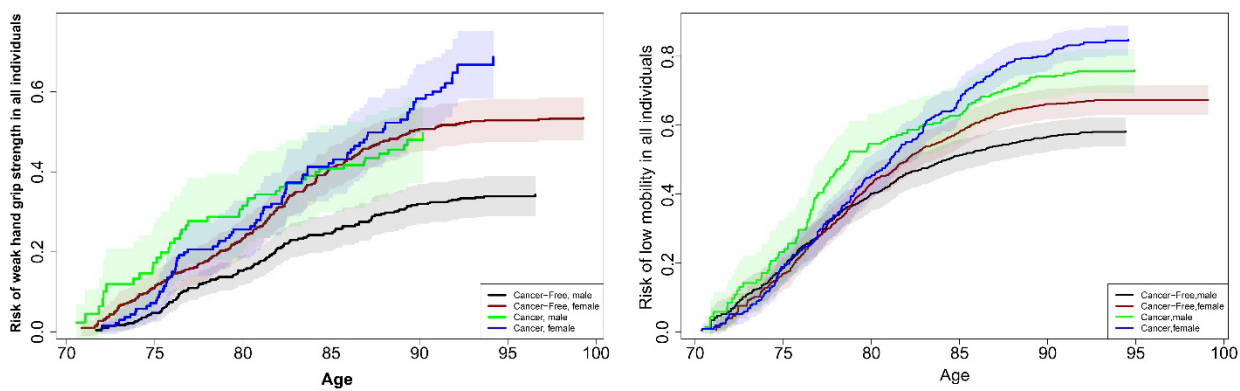 Risk of weak hand grip strength in all individuals
0.6
0.4
0.2
0.0
70 75 80 85 90 95 100
Age
Cancer-Free, male
Cancer-Free, female
Cancer, male
Cancer, female
Risk of low mobility in all individuals
0.8
0.6
0.4
0.2
0.0
70 75 80 85 90 95 100
Age
Cancer-Free,male
Cancer-Free,female
Cancer,male
Cancer,female